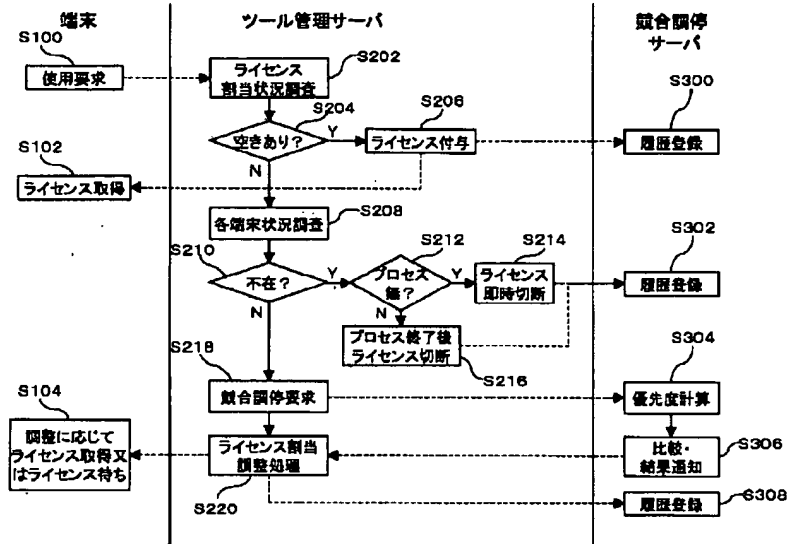 端末
ツール管理サーバ
競合調停
サーバ
S100
使用要求
S202
ライセンス
割当状況調査
S204
空きあり？
Y
N
S206
ライセンス付与
S300
履歴登録
S102
ライセンス取得
S208
各端末状況調査
S210
不在？
Y
N
S212
プロセス
無？
Y
N
S214
ライセンス
即時切断
S302
履歴登録
プロセス終了後
ライセンス切断
S216
S218
競合調停要求
S304
優先度計算
S104
調整に応じて
ライセンス取得又
はライセンス待ち
ライセンス割当
調整処理
S220
比較・
結果通知
S306
履歴登録
S308